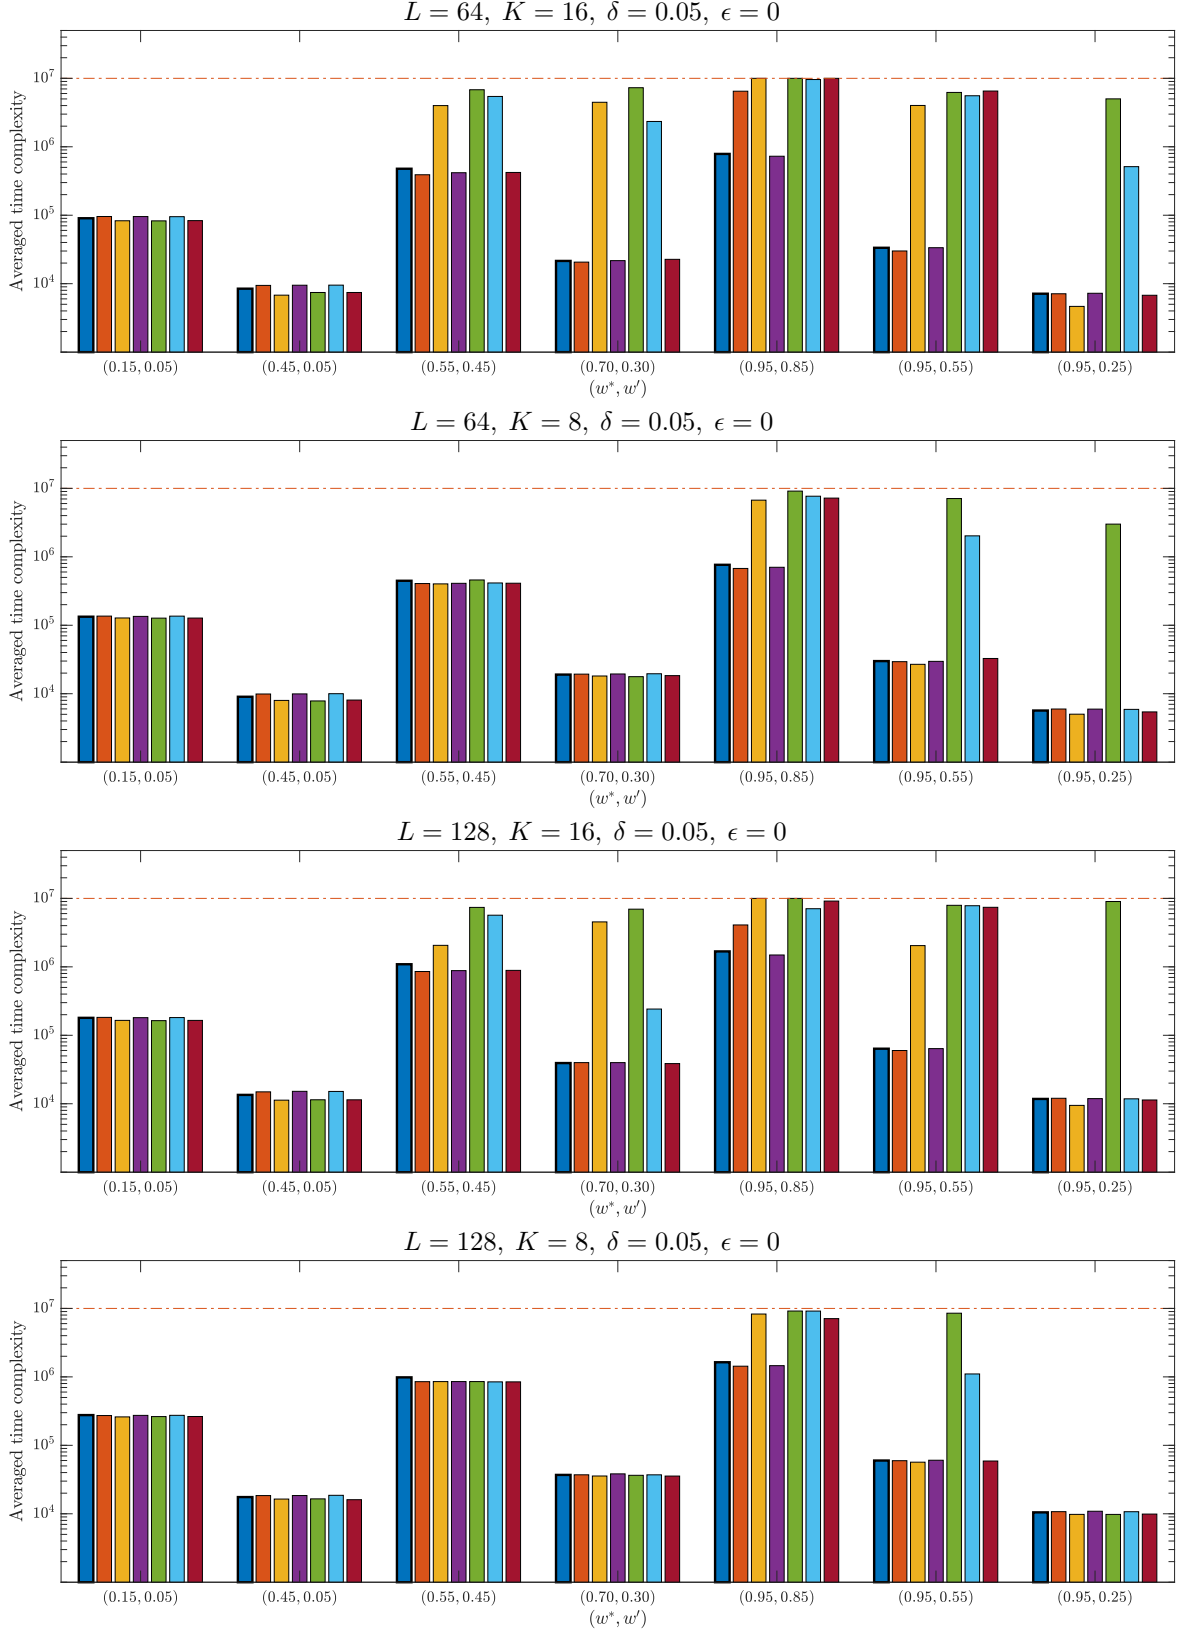 L = 64, K = 16, δ = 0.05, ϵ = 0
Averaged time complexity
10^7
10^6
10^5
10^4
(0.15, 0.05) (0.45, 0.05) (0.55, 0.45) (0.70, 0.30) (0.95, 0.85) (0.95, 0.55) (0.95, 0.25)
(w*, w′)
L = 64, K = 8, δ = 0.05, ϵ = 0
Averaged time complexity
10^7
10^6
10^5
10^4
(0.15, 0.05) (0.45, 0.05) (0.55, 0.45) (0.70, 0.30) (0.95, 0.85) (0.95, 0.55) (0.95, 0.25)
(w*, w′)
L = 128, K = 16, δ = 0.05, ϵ = 0
Averaged time complexity
10^7
10^6
10^5
10^4
(0.15, 0.05) (0.45, 0.05) (0.55, 0.45) (0.70, 0.30) (0.95, 0.85) (0.95, 0.55) (0.95, 0.25)
(w*, w′)
L = 128, K = 8, δ = 0.05, ϵ = 0
Averaged time complexity
10^7
10^6
10^5
10^4
(0.15, 0.05) (0.45, 0.05) (0.55, 0.45) (0.70, 0.30) (0.95, 0.85) (0.95, 0.55) (0.95, 0.25)
(w*, w′)